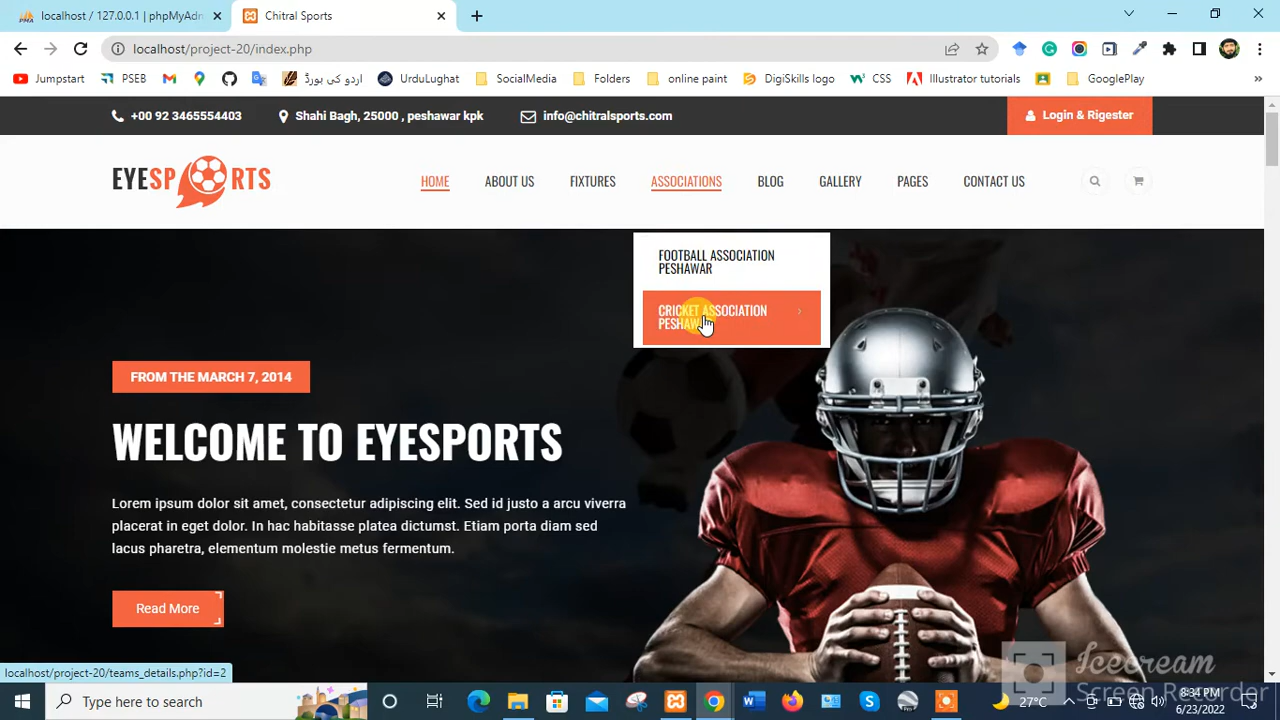 localhost / 127.0.0.1 | phpMyAdm
Chitral Sports
localhost/project-20/index.php
Jumpstart
PSEB
اردو کی بورڈ
UrduLughat
SocialMedia
Folders
online paint
DigiSkills logo
CSS
Illustrator tutorials
GooglePlay
+00 92 3465554403
Shahi Bagh, 25000 , peshawar kpk
info@chitralsports.com
Login & Rigester
EYESPORTS
HOME
ABOUT US
FIXTURES
ASSOCIATIONS
BLOG
GALLERY
PAGES
CONTACT US
FOOTBALL ASSOCIATION
PESHAWAR
CRICKET ASSOCIATION
PESHAWAR
FROM THE MARCH 7, 2014
WELCOME TO EYESPORTS
Lorem ipsum dolor sit amet, consectetur adipiscing elit. Sed id justo a arcu viverra
placerat in eget dolor. In hac habitasse platea dictumst. Etiam porta diam sed
lacus pharetra, elementum molestie metus fermentum.
Read More
Icecream
Screen Recorder
localhost/project-20/teams_details.php?id=2
Type here to search
27°C
8:34 PM
6/23/2022